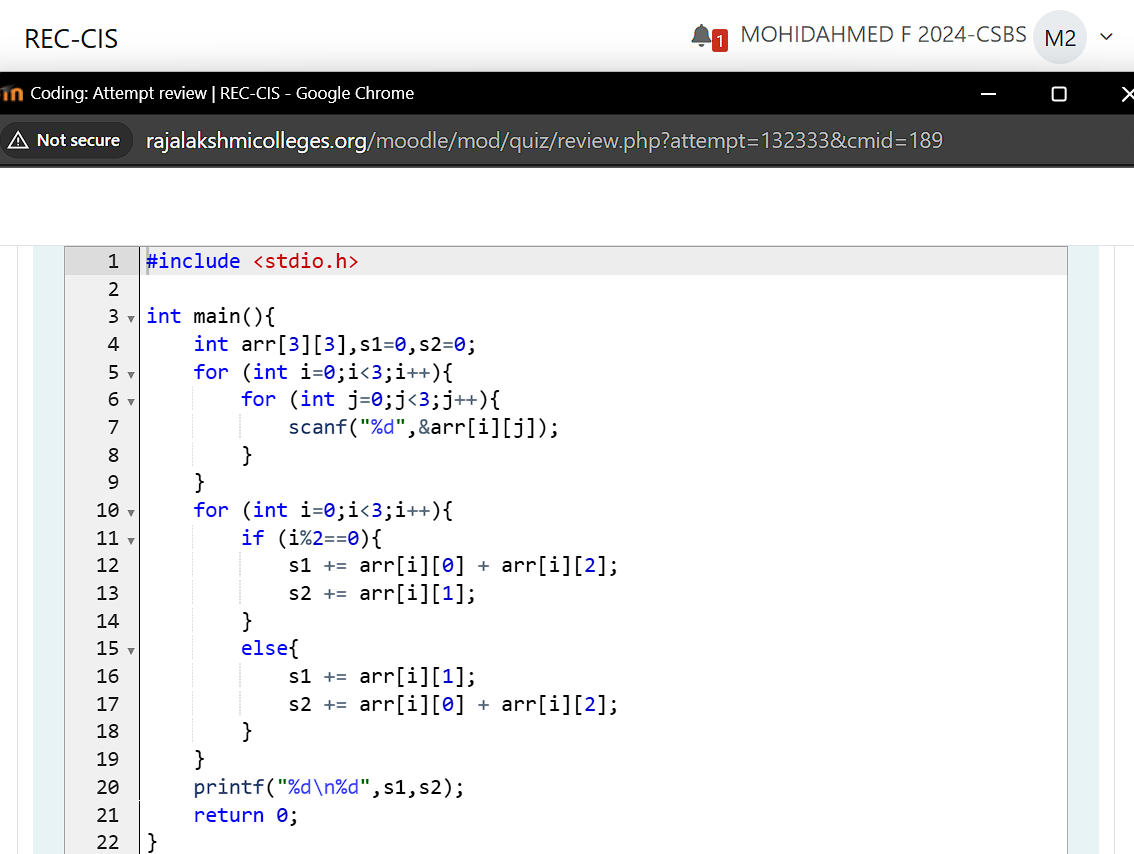 REC-CIS
1 MOHIDAHMED F 2024-CSBS M2
Coding: Attempt review | REC-CIS - Google Chrome
Not secure rajalakshmicolleges.org/moodle/mod/quiz/review.php?attempt=132333&cmid=189
1 #include <stdio.h>
2
3 int main(){
4     int arr[3][3],s1=0,s2=0;
5     for (int i=0;i<3;i++){
6         for (int j=0;j<3;j++){
7             scanf("%d",&arr[i][j]);
8         }
9     }
10     for (int i=0;i<3;i++){
11         if (i%2==0){
12             s1 += arr[i][0] + arr[i][2];
13             s2 += arr[i][1];
14         }
15         else{
16             s1 += arr[i][1];
17             s2 += arr[i][0] + arr[i][2];
18         }
19     }
20     printf("%d\n%d",s1,s2);
21     return 0;
22 }